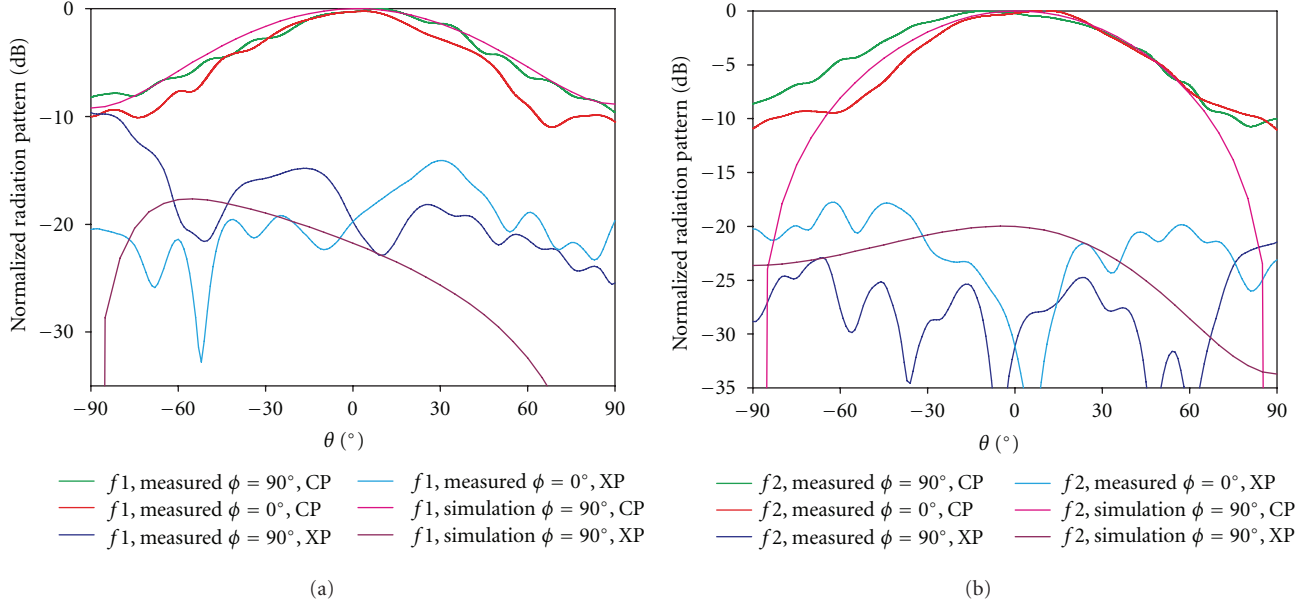 Normalized radiation pattern (dB)
0
−10
−20
−30
−90
−60
−30
0
30
60
90
θ (°)
f1, measured ϕ = 90°, CP
f1, measured ϕ = 0°, CP
f1, measured ϕ = 90°, XP
f1, measured ϕ = 0°, XP
f1, simulation ϕ = 90°, CP
f1, simulation ϕ = 90°, XP
(a)
Normalized radiation pattern (dB)
0
−5
−10
−15
−20
−25
−30
−35
−90
−60
−30
0
30
60
90
θ (°)
f2, measured ϕ = 90°, CP
f2, measured ϕ = 0°, CP
f2, measured ϕ = 90°, XP
f2, measured ϕ = 0°, XP
f2, simulation ϕ = 90°, CP
f2, simulation ϕ = 90°, XP
(b)